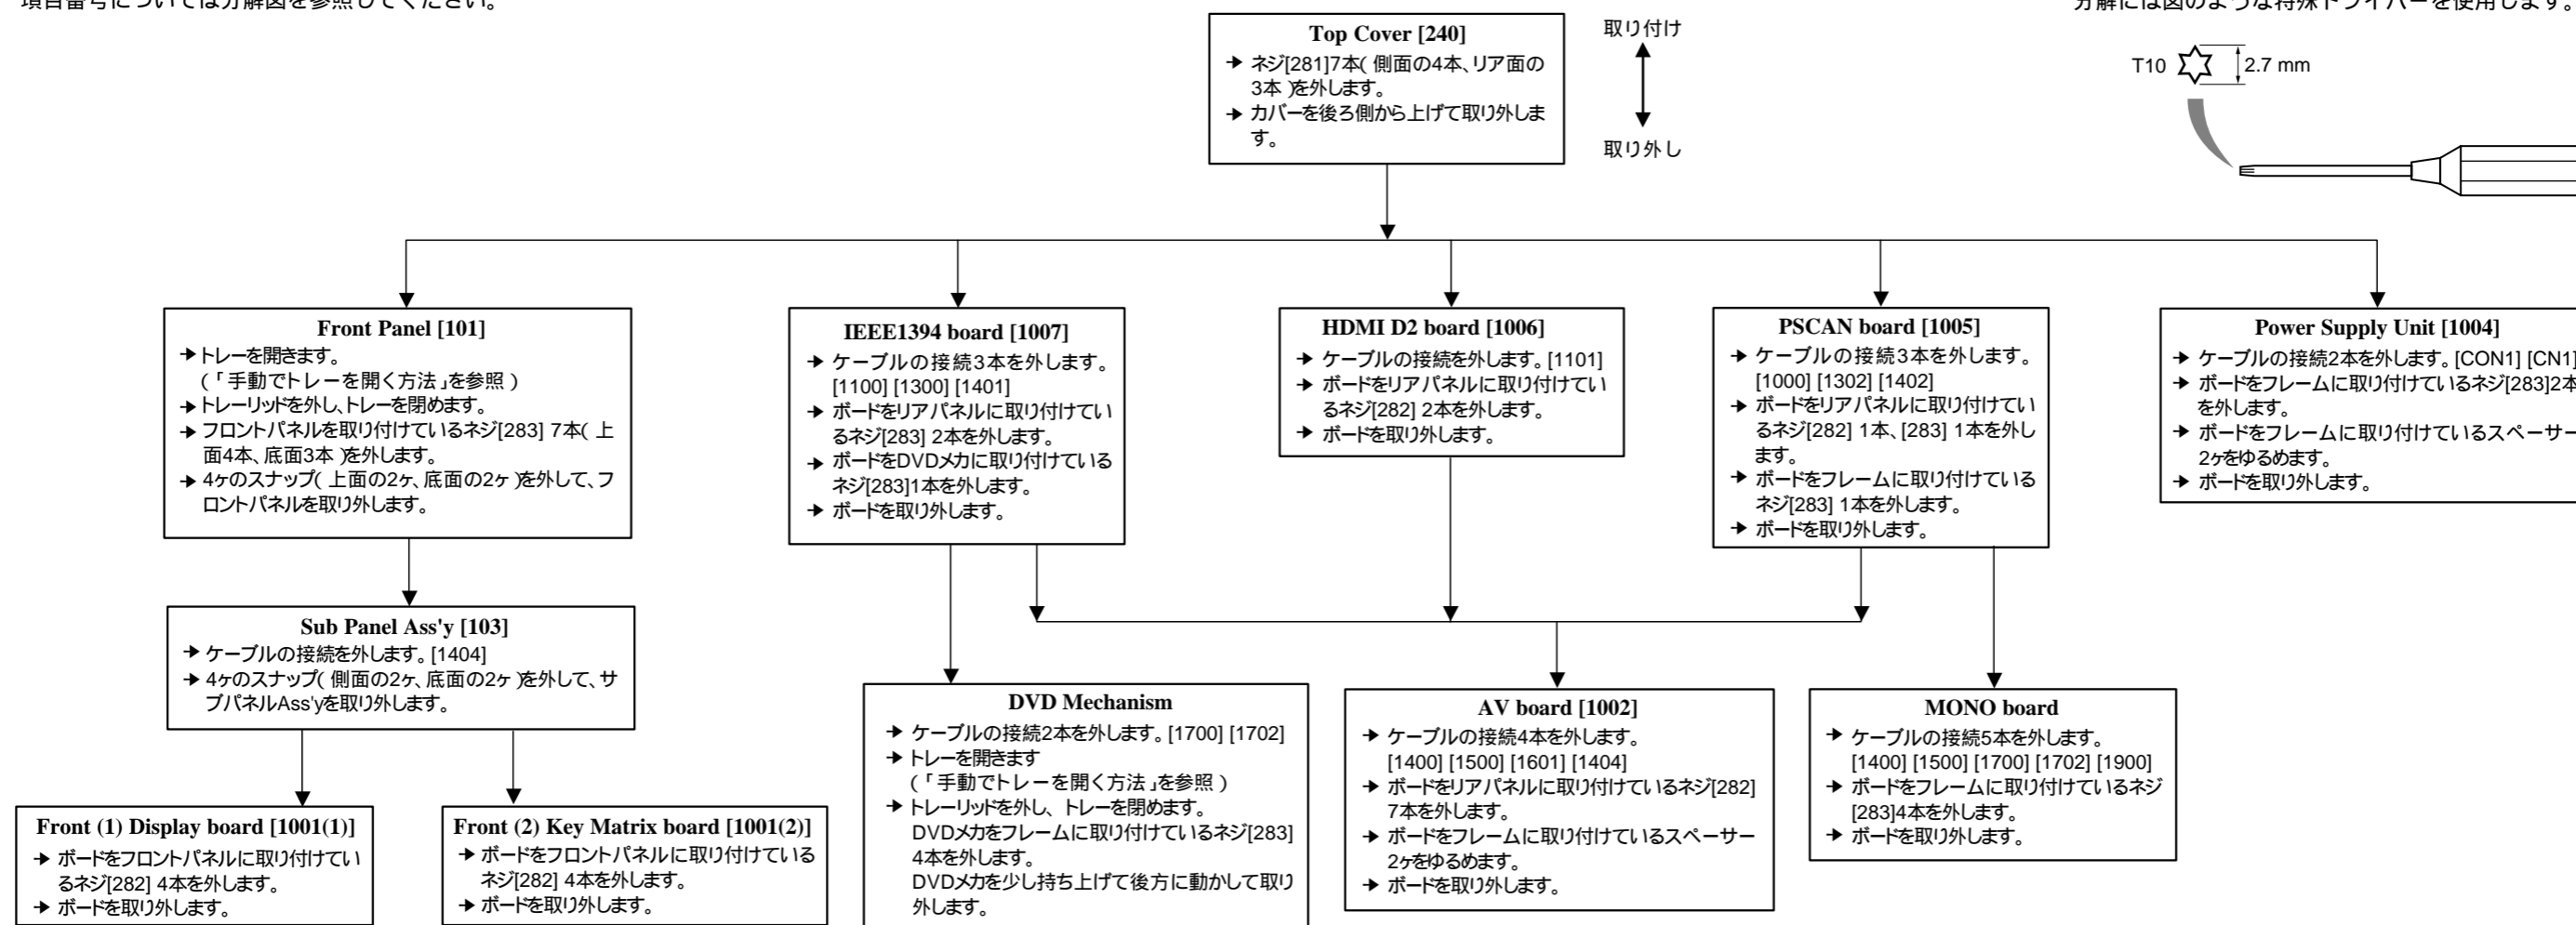 項目番号については分解図を参照してください。
分解には図のような特殊ドライバーを使用します。
Top Cover [240]
→ ネジ[281]7本( 側面の4本、リア面の
3本 )を外します。
→ カバーを後ろ側から上げて取り外しま
す。
取り付け
取り外し
T10
2.7 mm
Front Panel [101]
→ トレーを開きます。
(「手動でトレーを開く方法」を参照 )
→ トレーリッドを外し、トレーを閉めます。
→ フロントパネルを取り付けているネジ[283] 7本( 上
面4本、底面3本 )を外します。
→ 4ヶのスナップ( 上面の2ヶ、底面の2ヶ )を外して、フ
ロントパネルを取り外します。
IEEE1394 board [1007]
→ ケーブルの接続3本を外します。
[1100] [1300] [1401]
→ ボードをリアパネルに取り付けてい
るネジ[283] 2本を外します。
→ ボードをDVDメカに取り付けている
ネジ[283]1本を外します。
→ ボードを取り外します。
HDMI D2 board [1006]
→ ケーブルの接続を外します。[1101]
→ ボードをリアパネルに取り付けてい
るネジ[282] 2本を外します。
→ ボードを取り外します。
PSCAN board [1005]
→ ケーブルの接続3本を外します。
[1000] [1302] [1402]
→ ボードをリアパネルに取り付けてい
るネジ[282] 1本、[283] 1本を外し
ます。
→ ボードをフレームに取り付けている
ネジ[283] 1本を外します。
→ ボードを取り外します。
Power Supply Unit [1004]
→ ケーブルの接続2本を外します。[CON1] [CN1]
→ ボードをフレームに取り付けているネジ[283]2本
を外します。
→ ボードをフレームに取り付けているスペーサー
2ヶをゆるめます。
→ ボードを取り外します。
Sub Panel Ass'y [103]
→ ケーブルの接続を外します。[1404]
→ 4ヶのスナップ( 側面の2ヶ、底面の2ヶ )を外して、サ
ブパネルAss'yを取り外します。
Front (1) Display board [1001(1)]
→ ボードをフロントパネルに取り付けてい
るネジ[282] 4本を外します。
→ ボードを取り外します。
Front (2) Key Matrix board [1001(2)]
→ ボードをフロントパネルに取り付けている
ネジ[282] 4本を外します。
→ ボードを取り外します。
DVD Mechanism
→ ケーブルの接続2本を外します。[1700] [1702]
→ トレーを開きます
(「手動でトレーを開く方法」を参照 )
→ トレーリッドを外し、トレーを閉めます。
DVDメカをフレームに取り付けているネジ[283]
4本を外します。
DVDメカを少し持ち上げて後方に動かして取り
外します。
AV board [1002]
→ ケーブルの接続4本を外します。
[1400] [1500] [1601] [1404]
→ ボードをリアパネルに取り付けているネジ[282]
7本を外します。
→ ボードをフレームに取り付けているスペーサー
2ヶをゆるめます。
→ ボードを取り外します。
MONO board
→ ケーブルの接続5本を外します。
[1400] [1500] [1700] [1702] [1900]
→ ボードをフレームに取り付けているネジ
[283]4本を外します。
→ ボードを取り外します。